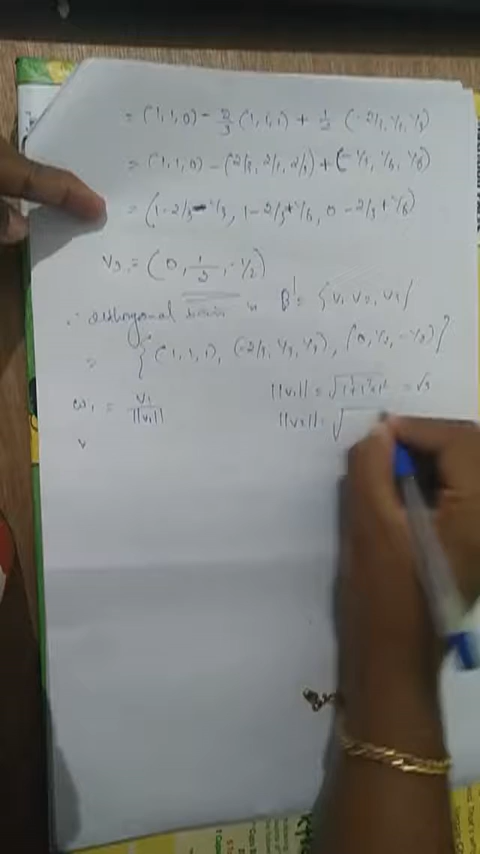 = (1,1,0) - 2/3 (1,1,1) + 1/2 (-2/3, 1/3, 1/3)
= (1,1,0) - (2/3, 2/3, 2/3) + (-1/3, 1/6, 1/6)
= (1-2/3-1/3, 1-2/3+1/6, 0-2/3+1/6)
V3 = (0, 1/2, -1/2)
∴ orthogonal basis is B' = {V1 V2, V3}
= {(1,1,1), (-2/3, 1/3, 1/3), (0, 1/2, -1/2)}
w1 = V1/||V1|| ||V1|| = √1²+1²+1² = √3
||V2|| = √